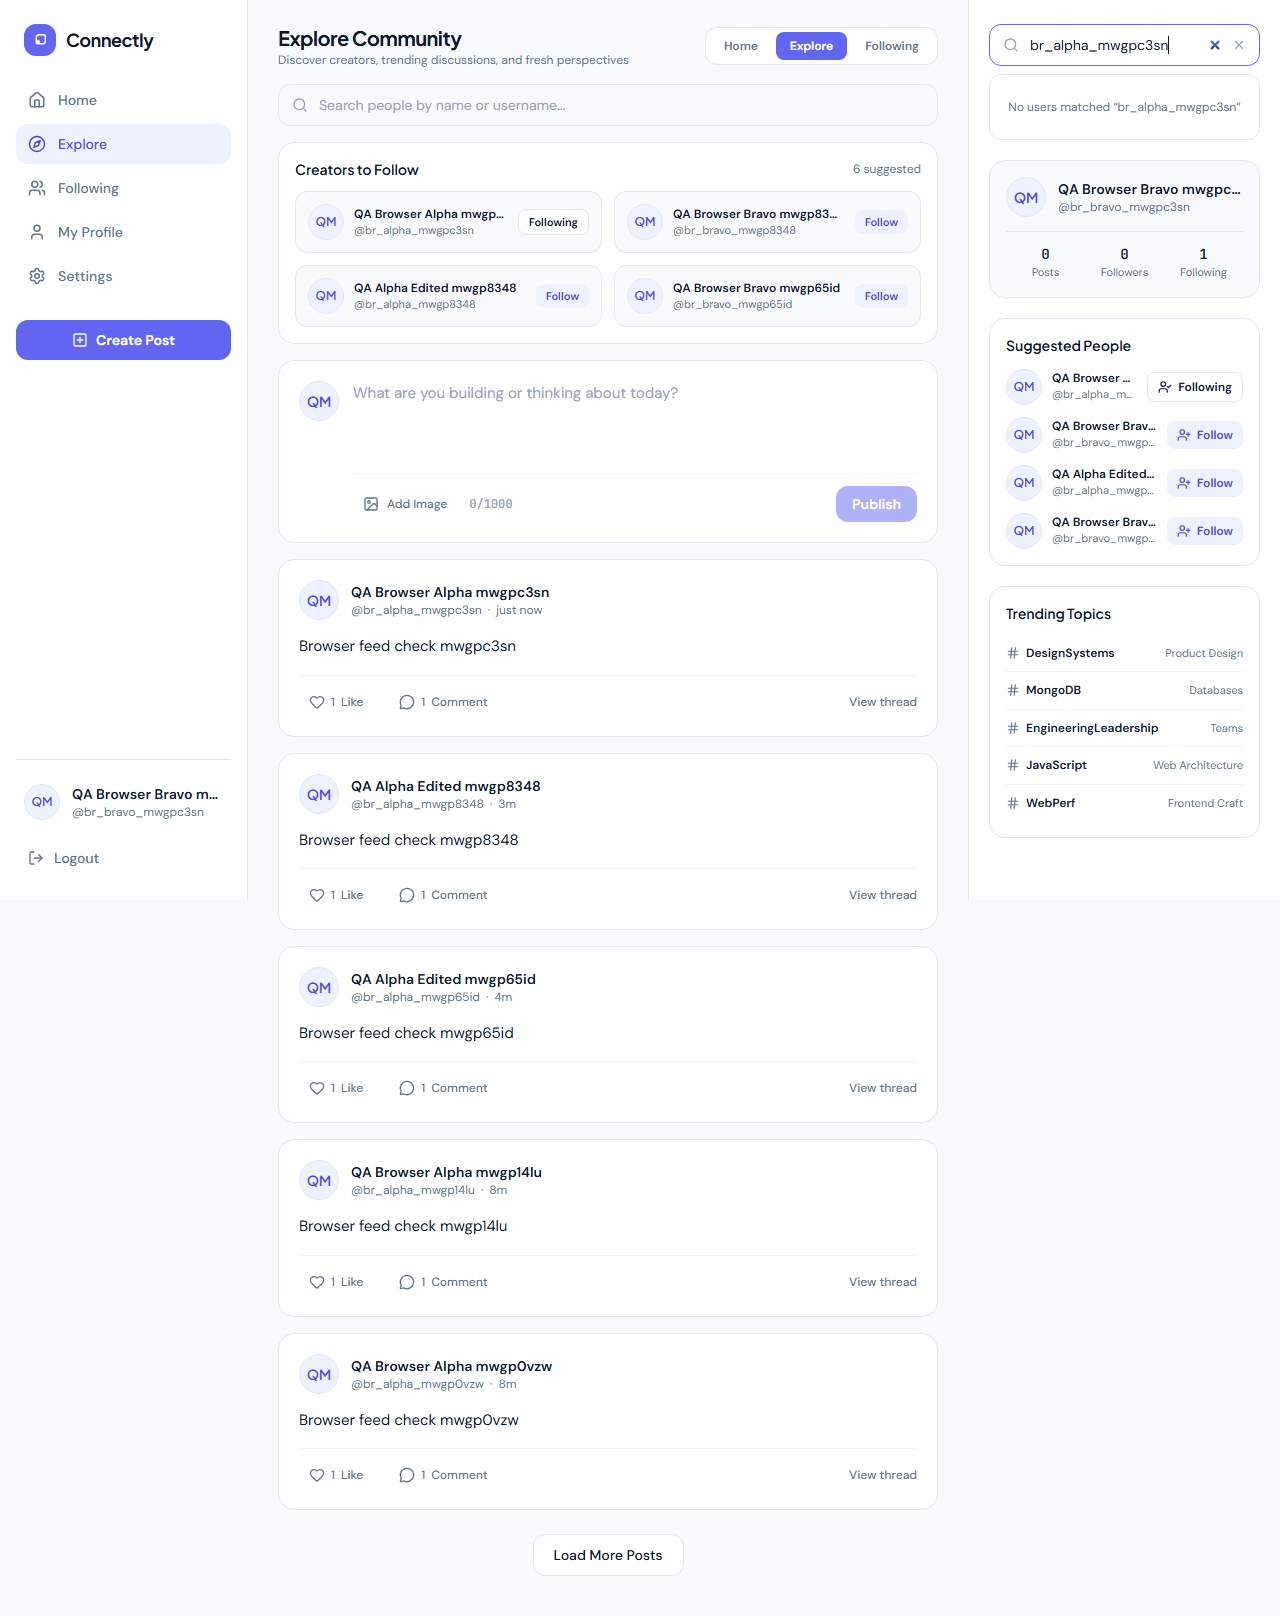 Connectly
Home
Explore
Following
My Profile
Settings
Create Post
QM
QA Browser Bravo m...
@br_bravo_mwgpc3sn
Logout
Explore Community
Discover creators, trending discussions, and fresh perspectives
Home
Explore
Following
Search people by name or username...
Creators to Follow
6 suggested
QM
QA Browser Alpha mwgp...
@br_alpha_mwgpc3sn
Following
QM
QA Browser Bravo mwgp83...
@br_bravo_mwgp8348
Follow
QM
QA Alpha Edited mwgp8348
@br_alpha_mwgp8348
Follow
QM
QA Browser Bravo mwgp65id
@br_bravo_mwgp65id
Follow
QM
What are you building or thinking about today?
Add Image
0/1000
Publish
QM
QA Browser Alpha mwgpc3sn
@br_alpha_mwgpc3sn · just now
Browser feed check mwgpc3sn
1 Like
1 Comment
View thread
QM
QA Alpha Edited mwgp8348
@br_alpha_mwgp8348 · 3m
Browser feed check mwgp8348
1 Like
1 Comment
View thread
QM
QA Alpha Edited mwgp65id
@br_alpha_mwgp65id · 4m
Browser feed check mwgp65id
1 Like
1 Comment
View thread
QM
QA Browser Alpha mwgp14lu
@br_alpha_mwgp14lu · 8m
Browser feed check mwgp14lu
1 Like
1 Comment
View thread
QM
QA Browser Alpha mwgp0vzw
@br_alpha_mwgp0vzw · 8m
Browser feed check mwgp0vzw
1 Like
1 Comment
View thread
Load More Posts
br_alpha_mwgpc3sn
No users matched “br_alpha_mwgpc3sn”
QM
QA Browser Bravo mwgpc...
@br_bravo_mwgpc3sn
0
Posts
0
Followers
1
Following
Suggested People
QM
QA Browser ...
@br_alpha_m...
Following
QM
QA Browser Brav...
@br_bravo_mwgp...
Follow
QM
QA Alpha Edited...
@br_alpha_mwgp...
Follow
QM
QA Browser Brav...
@br_bravo_mwgp...
Follow
Trending Topics
# DesignSystems
Product Design
# MongoDB
Databases
# EngineeringLeadership
Teams
# JavaScript
Web Architecture
# WebPerf
Frontend Craft